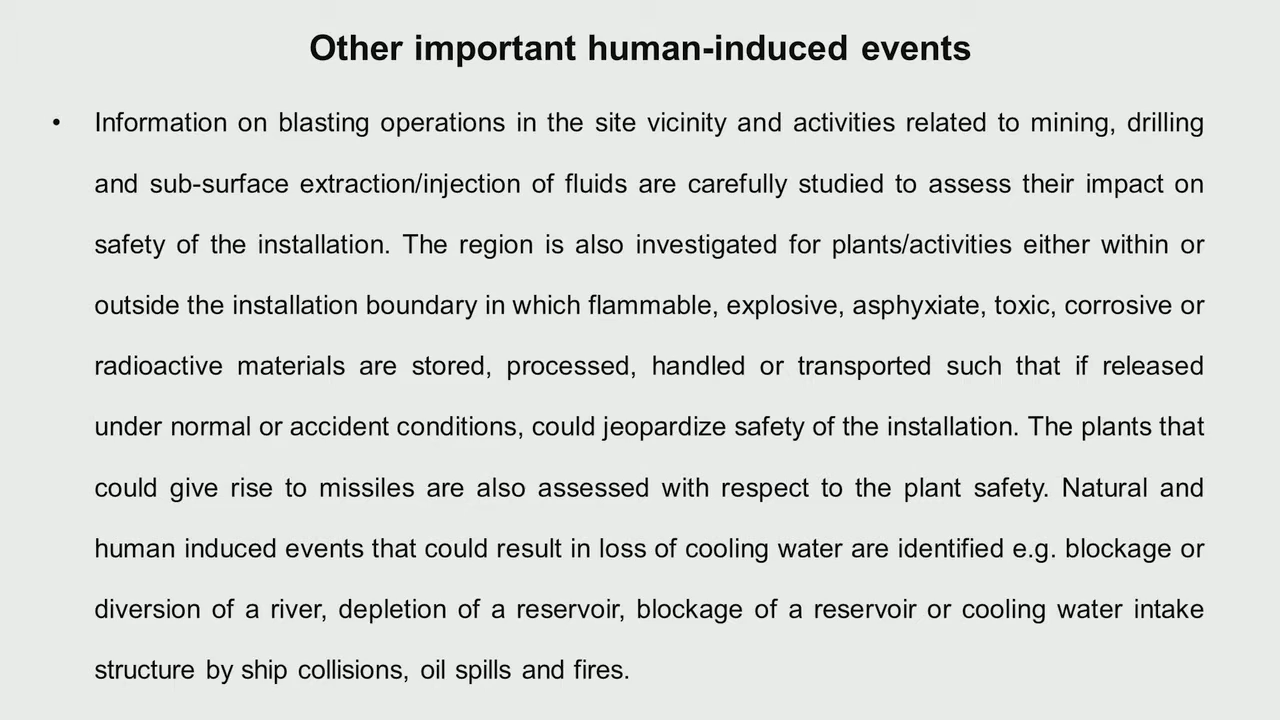 Other important human-induced events
• Information on blasting operations in the site vicinity and activities related to mining, drilling
and sub-surface extraction/injection of fluids are carefully studied to assess their impact on
safety of the installation. The region is also investigated for plants/activities either within or
outside the installation boundary in which flammable, explosive, asphyxiate, toxic, corrosive or
radioactive materials are stored, processed, handled or transported such that if released
under normal or accident conditions, could jeopardize safety of the installation. The plants that
could give rise to missiles are also assessed with respect to the plant safety. Natural and
human induced events that could result in loss of cooling water are identified e.g. blockage or
diversion of a river, depletion of a reservoir, blockage of a reservoir or cooling water intake
structure by ship collisions, oil spills and fires.